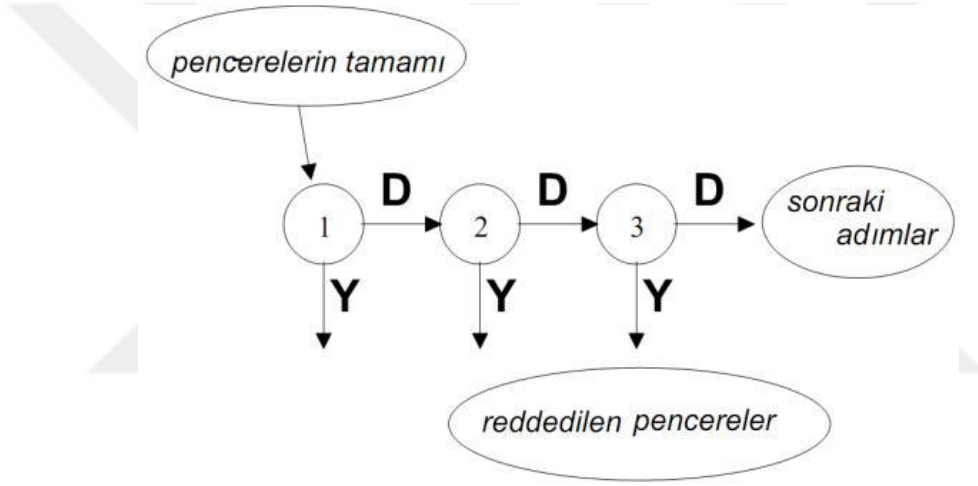 pencerelerin tamamı
D D D
1 2 3
sonraki
adımlar
Y Y Y
reddedilen pencereler